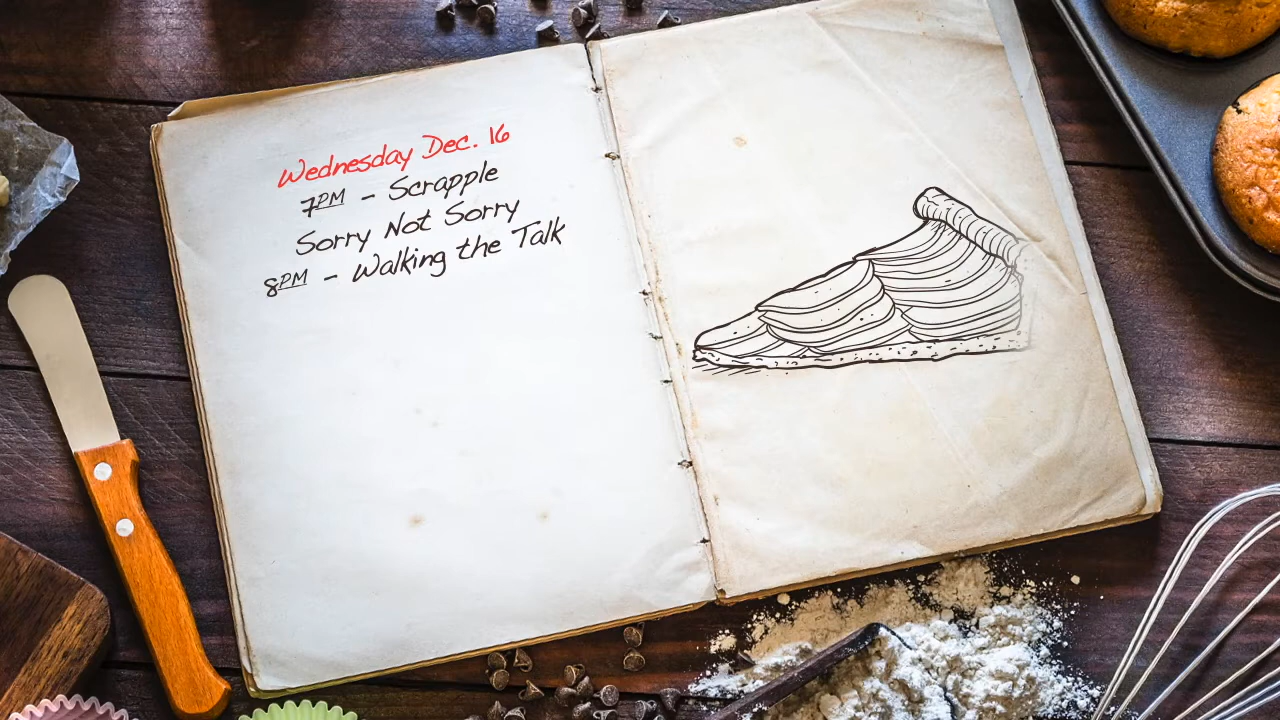 Wednesday Dec. 16
7PM - Scrapple
Sorry Not Sorry
8PM - Walking the Talk